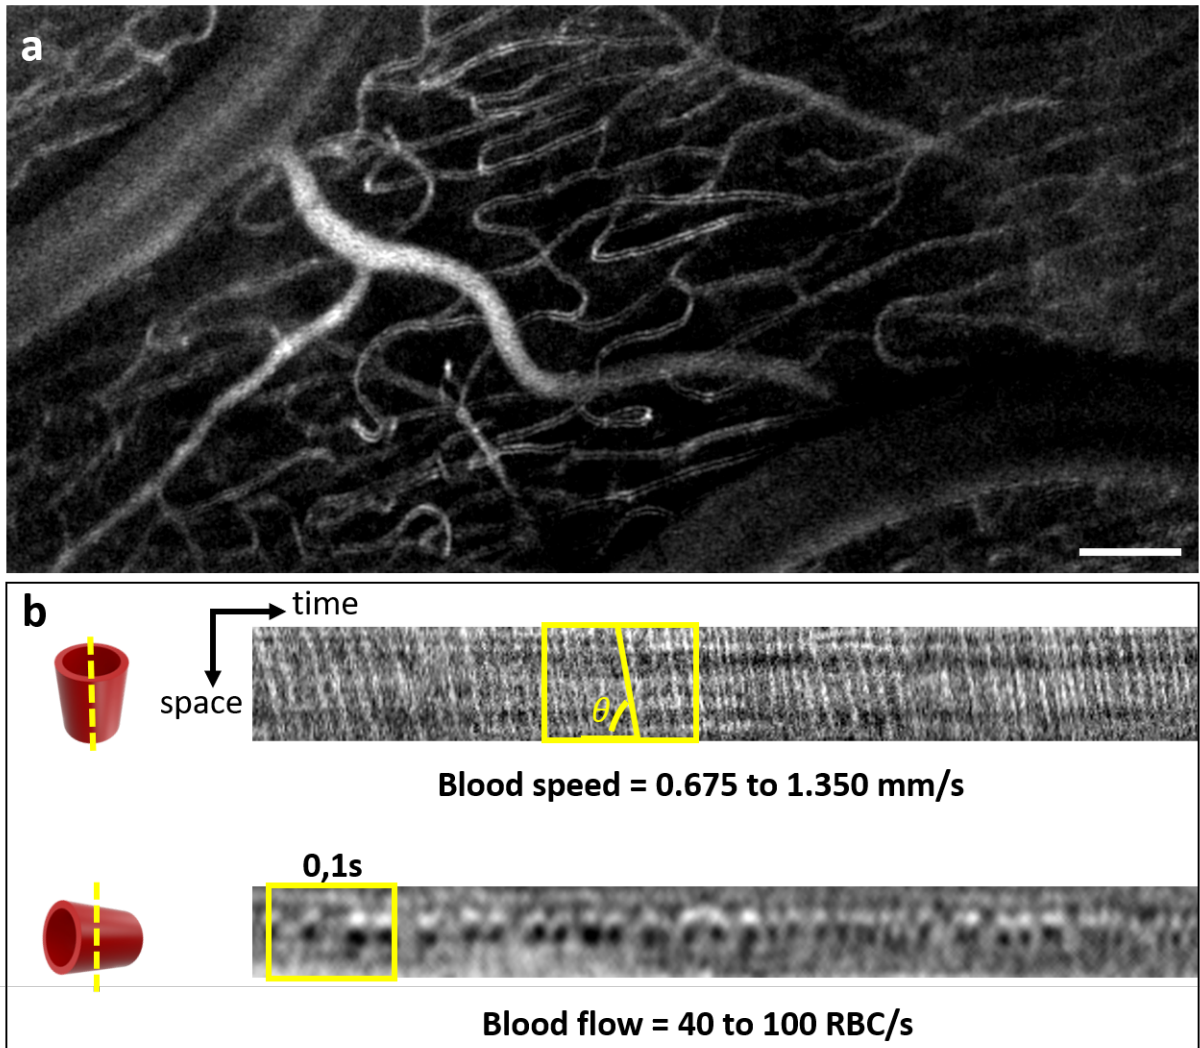 a
b
time
space
θ
Blood speed = 0.675 to 1.350 mm/s
0,1s
Blood flow = 40 to 100 RBC/s